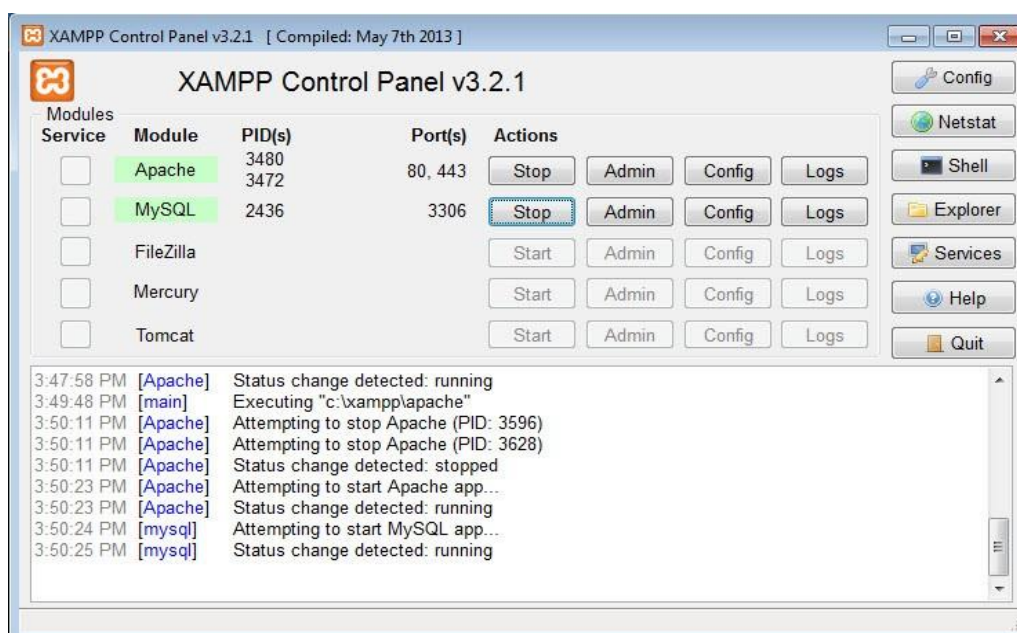 XAMPP Control Panel v3.2.1 [ Compiled: May 7th 2013 ]
XAMPP Control Panel v3.2.1
Config
Modules
Service Module PID(s) Port(s) Actions
Netstat
Apache 3480 3472 80, 443 Stop Admin Config Logs
Shell
MySQL 2436 3306 Stop Admin Config Logs
Explorer
FileZilla Start Admin Config Logs
Services
Mercury Start Admin Config Logs
Help
Tomcat Start Admin Config Logs
Quit
3:47:58 PM [Apache] Status change detected: running
3:49:48 PM [main] Executing "c:\xampp\apache"
3:50:11 PM [Apache] Attempting to stop Apache (PID: 3596)
3:50:11 PM [Apache] Attempting to stop Apache (PID: 3628)
3:50:11 PM [Apache] Status change detected: stopped
3:50:23 PM [Apache] Attempting to start Apache app...
3:50:23 PM [Apache] Status change detected: running
3:50:24 PM [mysql] Attempting to start MySQL app...
3:50:25 PM [mysql] Status change detected: running